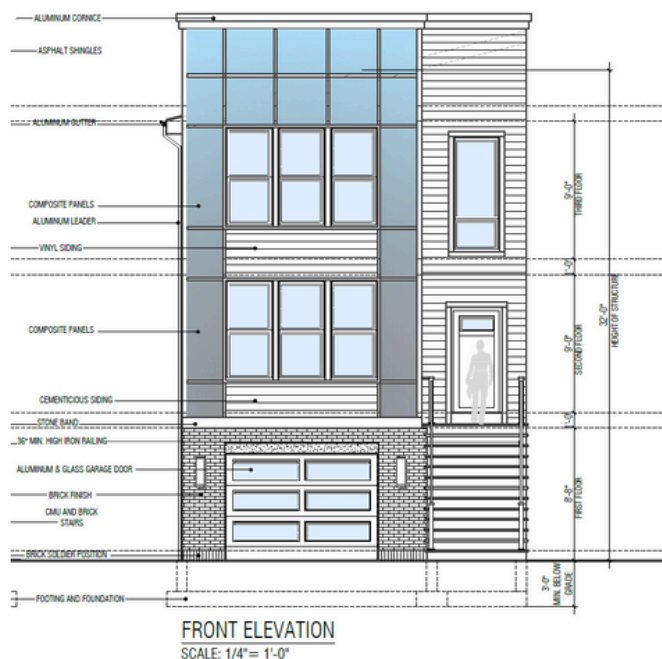 ALUMINUM CORNICE
ASPHALT SHINGLES
ALUMINUM GUTTER
COMPOSITE PANELS
ALUMINUM LEADER
VINYL SIDING
COMPOSITE PANELS
CEMENTICIOUS SIDING
STONE BAND
36" MIN. HIGH IRON RAILING
ALUMINUM & GLASS GARAGE DOOR
BRICK FINISH
CMU AND BRICK
STAIRS
BRICK SOLDIER POSITION
FOOTING AND FOUNDATION
9'-0"
THIRD FLOOR
1'-0"
9'-0"
SECOND FLOOR
1'-0"
8'-8"
FIRST FLOOR
3'-0"
MIN. BELOW
GRADE
32'-0"
HEIGHT OF STRUCTURE
FRONT ELEVATION
SCALE: 1/4"= 1'-0"